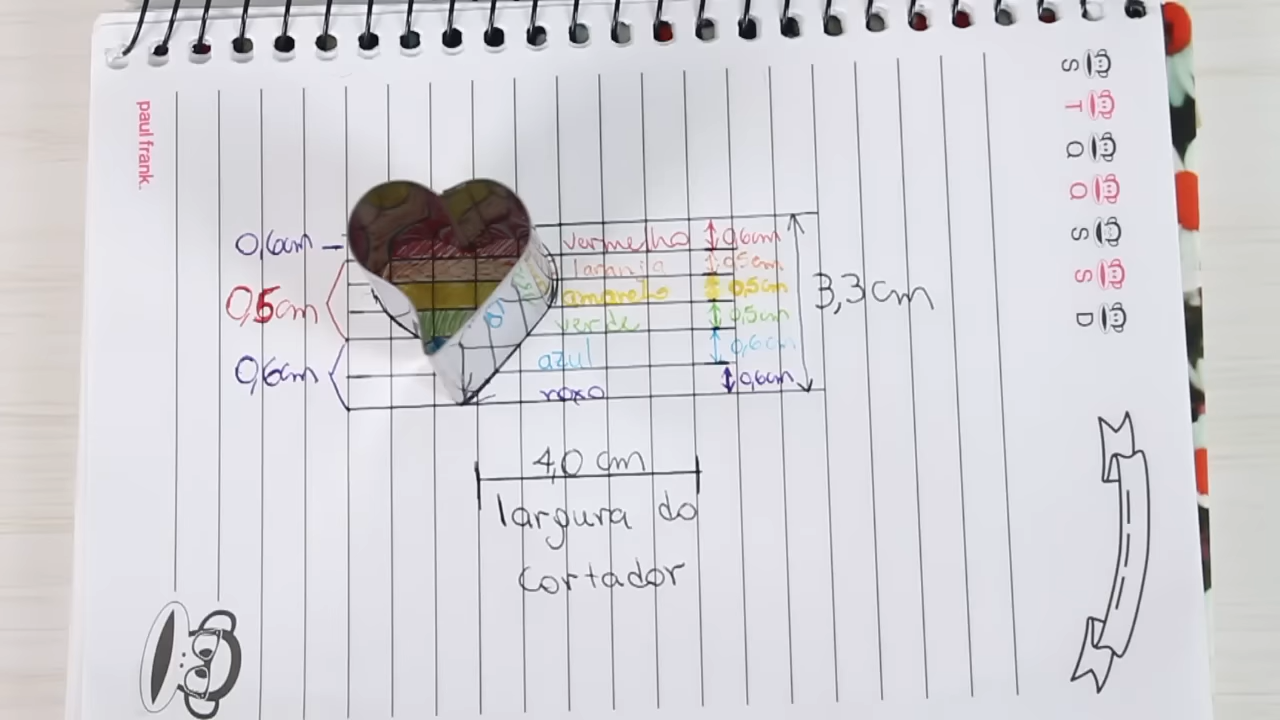 paul frank.
S
T
Q
Q
S
S
D
0,6cm
vermelho 0,6cm
laranja 0,5cm
0,5cm
amarelo 0,5cm
3,3cm
verde 0,5cm
azul 0,6cm
0,6cm
roxo 0,6cm
4,0 cm
largura do
cortador